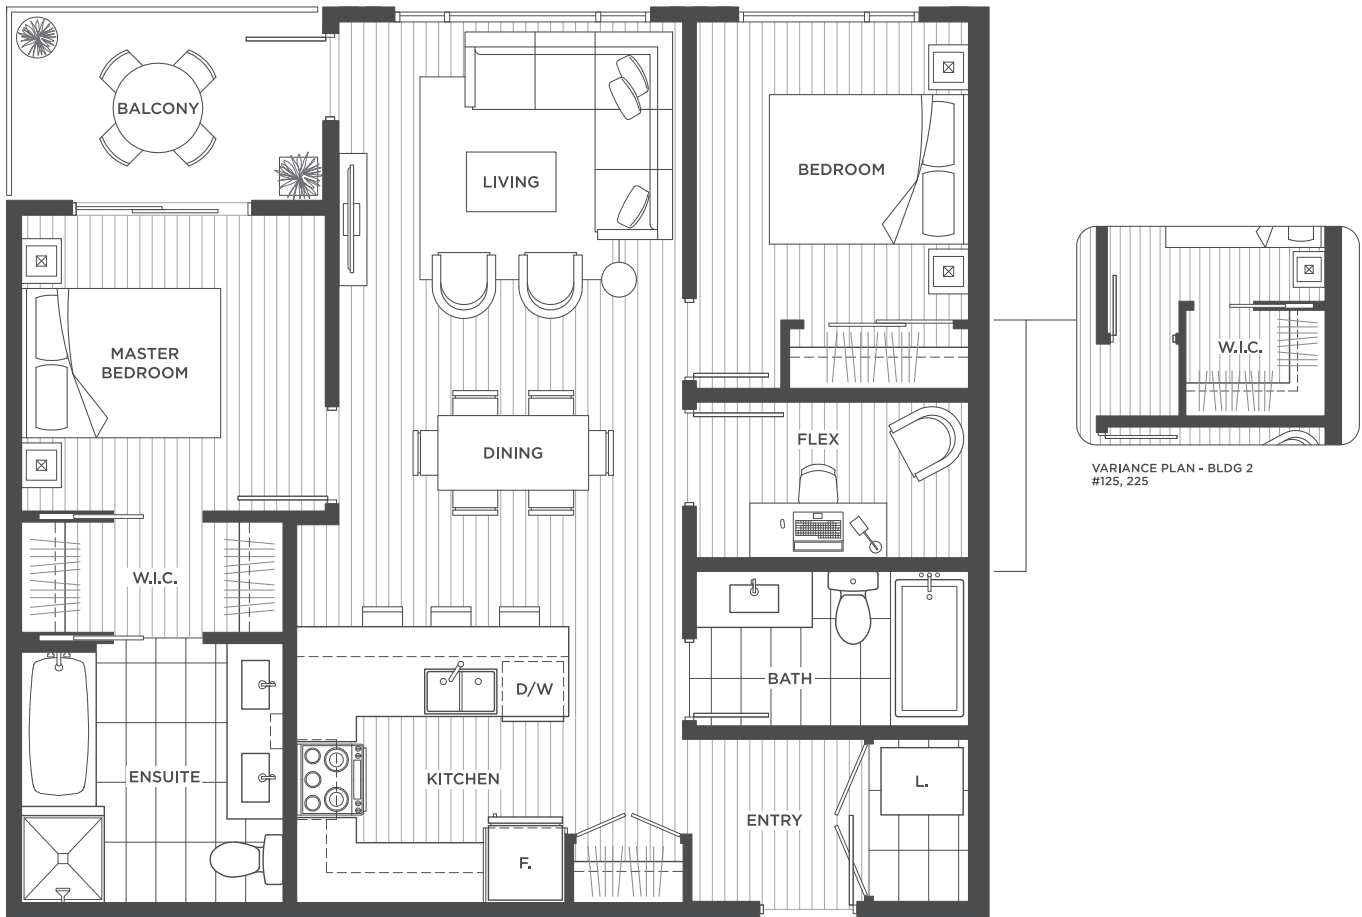 BALCONY
LIVING
BEDROOM
MASTER
BEDROOM
W.I.C.
VARIANCE PLAN - BLDG 2
#125, 225
FLEX
DINING
W.I.C.
BATH
D/W
ENSUITE
KITCHEN
L.
ENTRY
F.